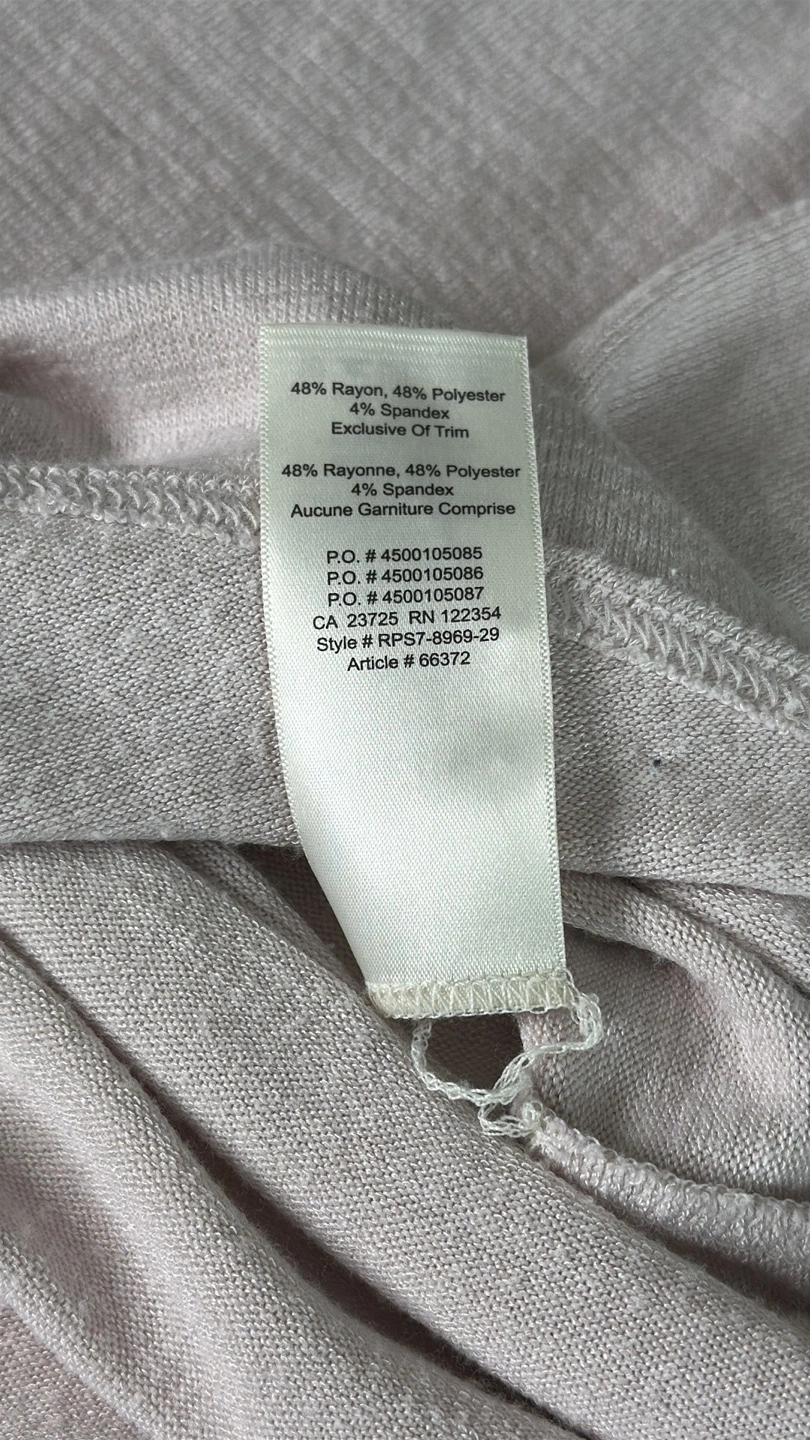 48% Rayon, 48% Polyester
4% Spandex
Exclusive Of Trim
48% Rayonne, 48% Polyester
4% Spandex
Aucune Garniture Comprise
P.O. # 4500105085
P.O. # 4500105086
P.O. # 4500105087
CA 23725 RN 122354
Style # RPS7-8969-29
Article # 66372